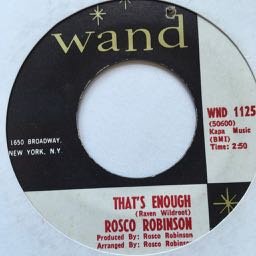 wand
WND 1125
(50600)
Kapa Music
(BMI)
Time: 2:50
1650 BROADWAY,
NEW YORK, N.Y.
THAT'S ENOUGH
(Raven Wildroot)
ROSCO ROBINSON
Produced By: Rosco Robinson
Arranged By: Rosco Robinson